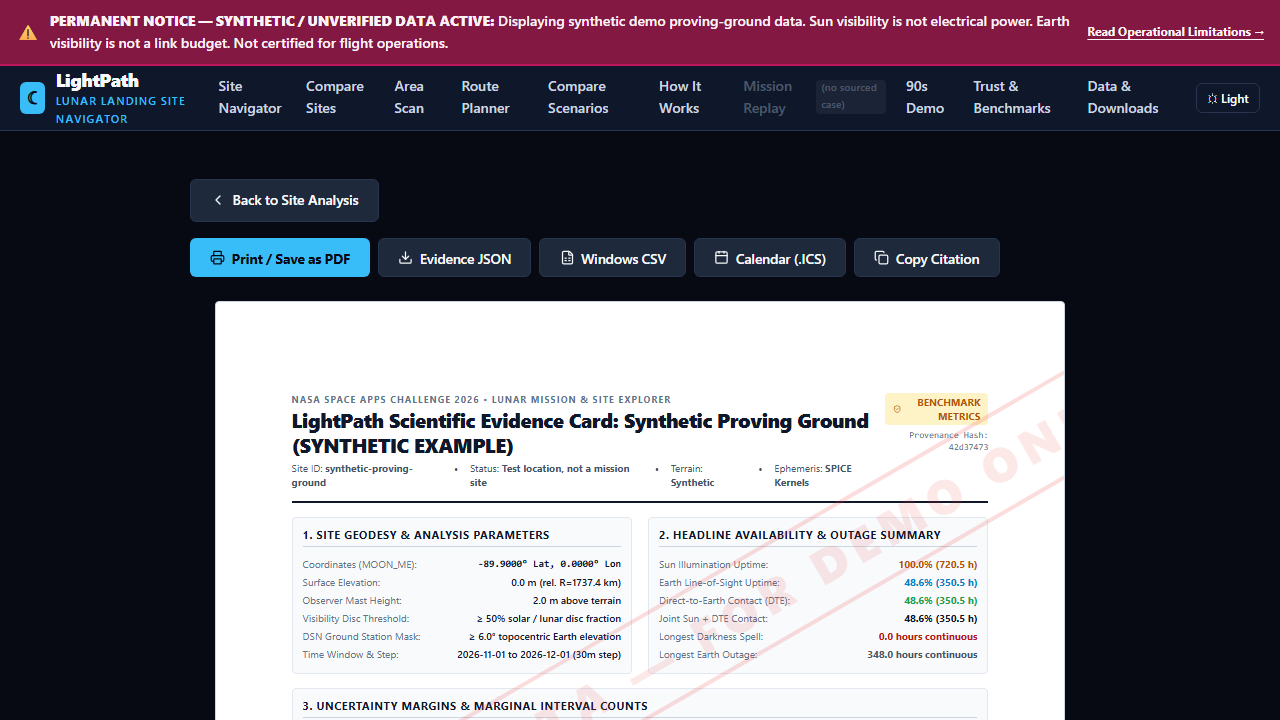 PERMANENT NOTICE — SYNTHETIC / UNVERIFIED DATA ACTIVE: Displaying synthetic demo proving-ground data. Sun visibility is not electrical power. Earth
visibility is not a link budget. Not certified for flight operations.
Read Operational Limitations →
LightPath
LUNAR LANDING SITE
NAVIGATOR
Site
Navigator
Compare
Sites
Area
Scan
Route
Planner
Compare
Scenarios
How It
Works
Mission
Replay
(no sourced
case)
90s
Demo
Trust &
Benchmarks
Data &
Downloads
Light
Back to Site Analysis
Print / Save as PDF
Evidence JSON
Windows CSV
Calendar (.ICS)
Copy Citation
NASA SPACE APPS CHALLENGE 2026 • LUNAR MISSION & SITE EXPLORER
LightPath Scientific Evidence Card: Synthetic Proving Ground
(SYNTHETIC EXAMPLE)
BENCHMARK
METRICS
Provenance Hash:
42d37473
Site ID: synthetic-proving-
ground
•
Status: Test location, not a mission
site
•
Terrain:
Synthetic
•
Ephemeris: SPICE
Kernels
1. SITE GEODESY & ANALYSIS PARAMETERS
Coordinates (MOON_ME): -89.9000° Lat, 0.0000° Lon
Surface Elevation: 0.0 m (rel. R=1737.4 km)
Observer Mast Height: 2.0 m above terrain
Visibility Disc Threshold: ≥ 50% solar / lunar disc fraction
DSN Ground Station Mask: ≥ 6.0° topocentric Earth elevation
Time Window & Step: 2026-11-01 to 2026-12-01 (30m step)
2. HEADLINE AVAILABILITY & OUTAGE SUMMARY
Sun Illumination Uptime: 100.0% (720.5 h)
Earth Line-of-Sight Uptime: 48.6% (350.5 h)
Direct-to-Earth Contact (DTE): 48.6% (350.5 h)
Joint Sun + DTE Contact: 48.6% (350.5 h)
Longest Darkness Spell: 0.0 hours continuous
Longest Earth Outage: 348.0 hours continuous
3. UNCERTAINTY MARGINS & MARGINAL INTERVAL COUNTS
— FOR DEMO